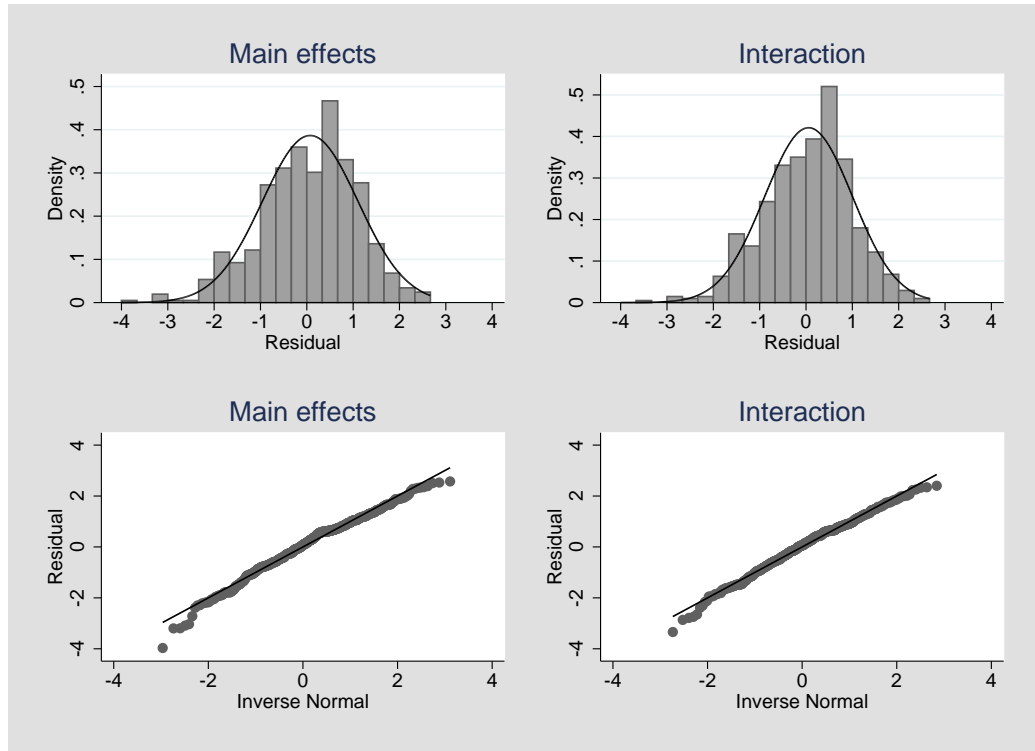 Main effects
Density
0 .1 .2 .3 .4 .5
-4 -3 -2 -1 0 1 2 3 4
Residual
Interaction
Density
0 .1 .2 .3 .4 .5
-4 -3 -2 -1 0 1 2 3 4
Residual
Main effects
Residual
-4 -2 0 2 4
-4 -2 0 2 4
Inverse Normal
Interaction
Residual
-4 -2 0 2 4
-4 -2 0 2 4
Inverse Normal